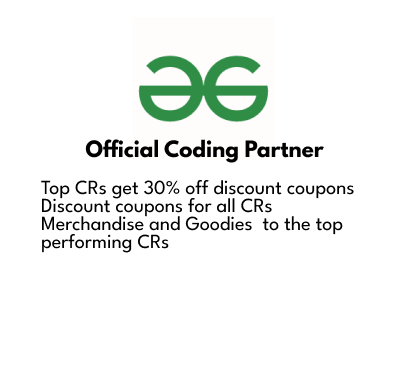 Official Coding Partner
Top CRs get 30% off discount coupons
Discount coupons for all CRs
Merchandise and Goodies  to the top
performing CRs